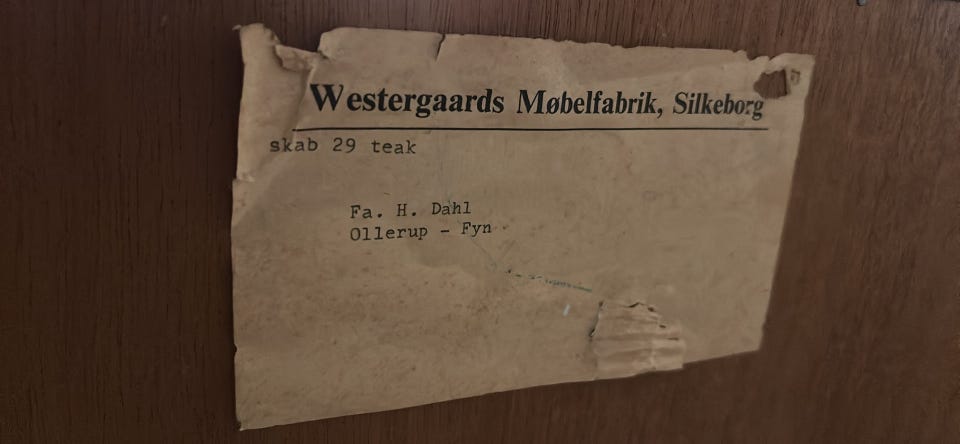 Westergaards Møbelfabrik, Silkeborg
skab 29 teak
Fa. H. Dahl
Ollerup - Fyn